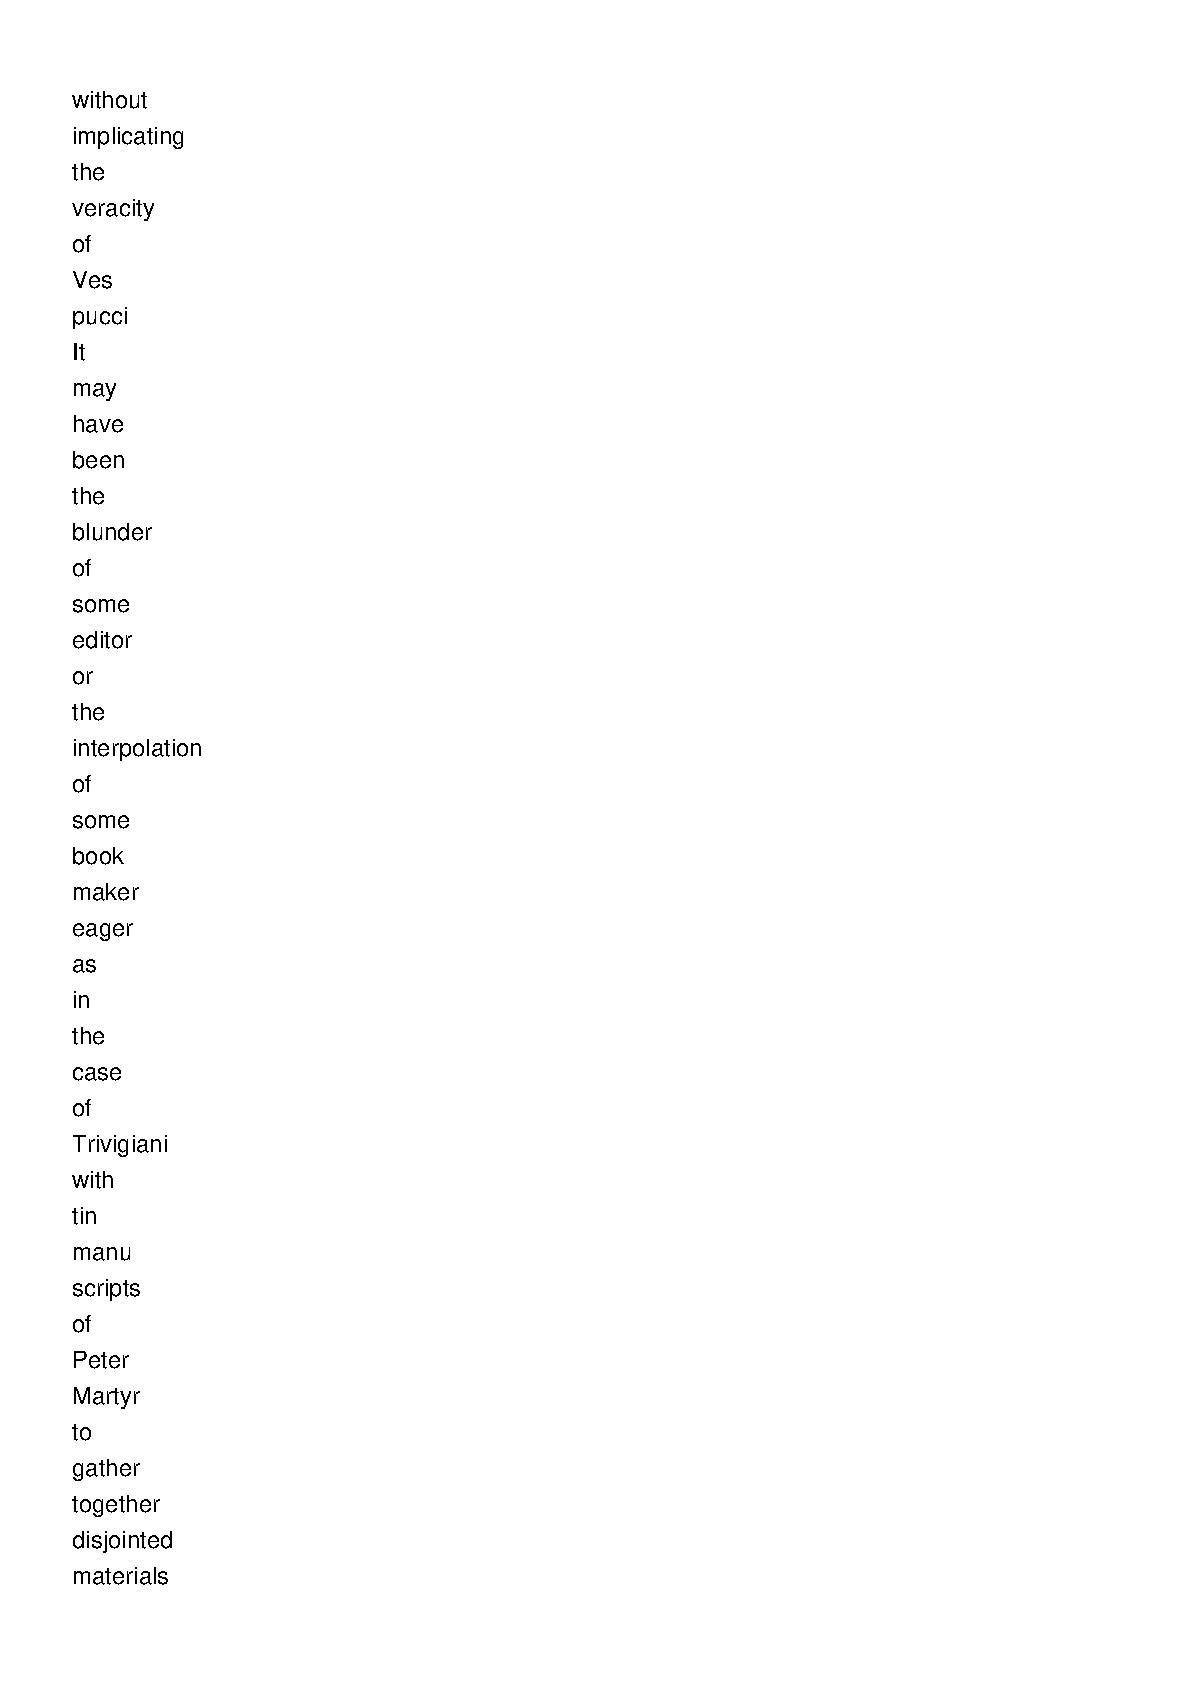 without
implicating
the
veracity
of
Ves
pucci
It
may
have
been
the
blunder
of
some
editor
or
the
interpolation
of
some
book
maker
eager
as
in
the
case
of
Trivigiani
with
tin
manu
scripts
of
Peter
Martyr
to
gather
together
disjointed
materials